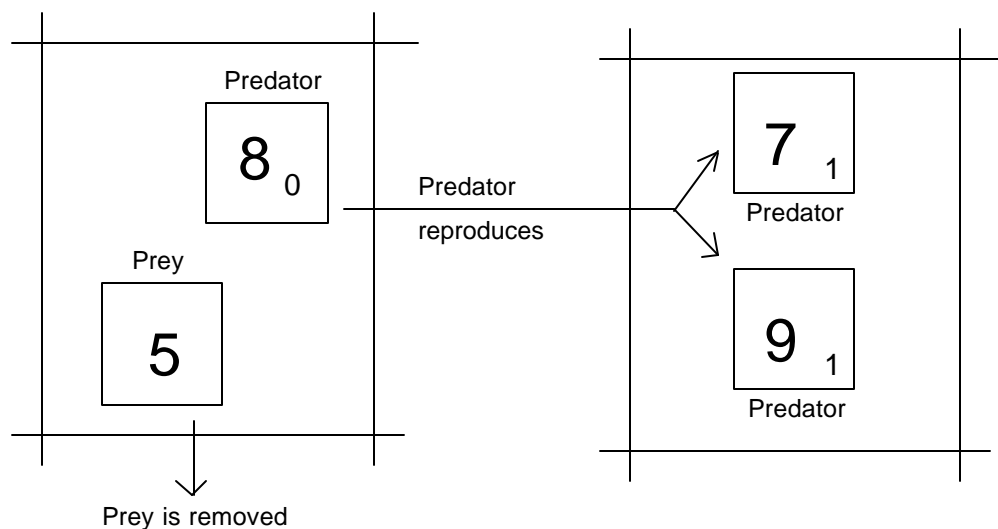 Predator
8 0
Prey
5
Prey is removed
Predator
reproduces
7 1
Predator
9 1
Predator